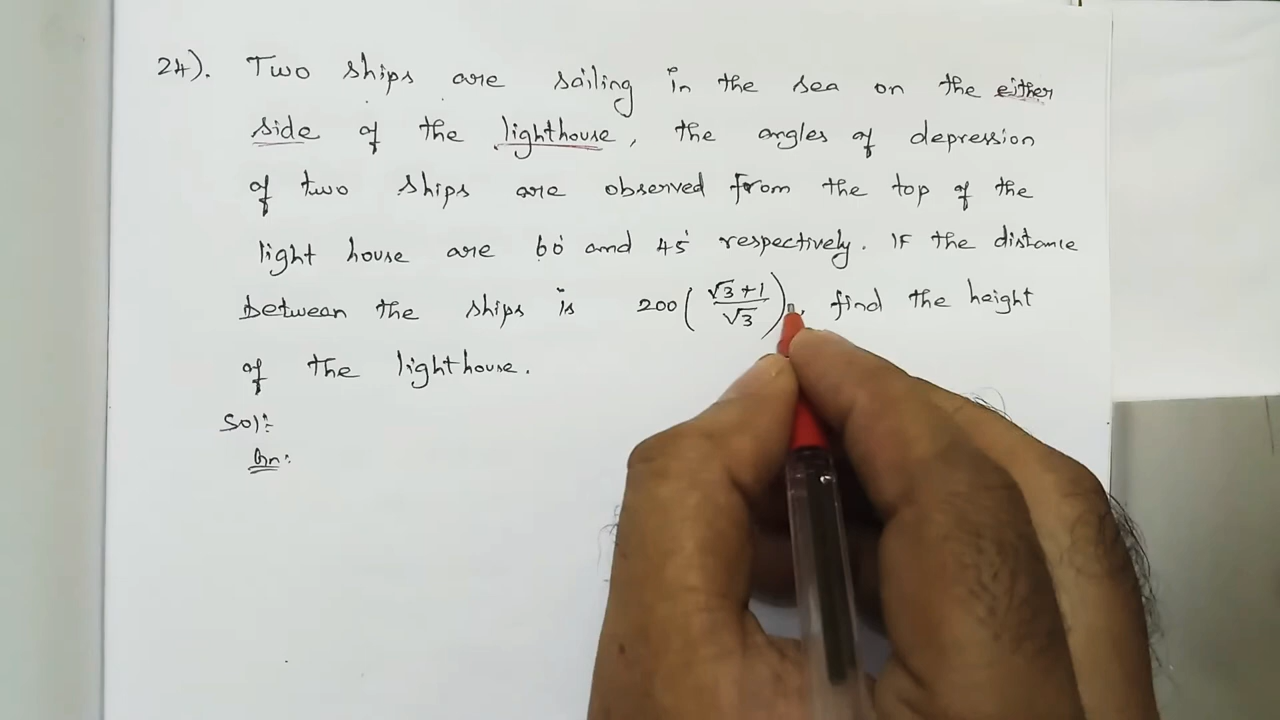 24). Two ships are sailing in the sea on the either
side of the lighthouse, the angles of depression
of two ships are observed from the top of the
light house are 60° and 45° respectively. If the distance
between the ships is 200 ( √3 + 1 / √3 ) , find the height
of the lighthouse.
Sol:-
Gn: